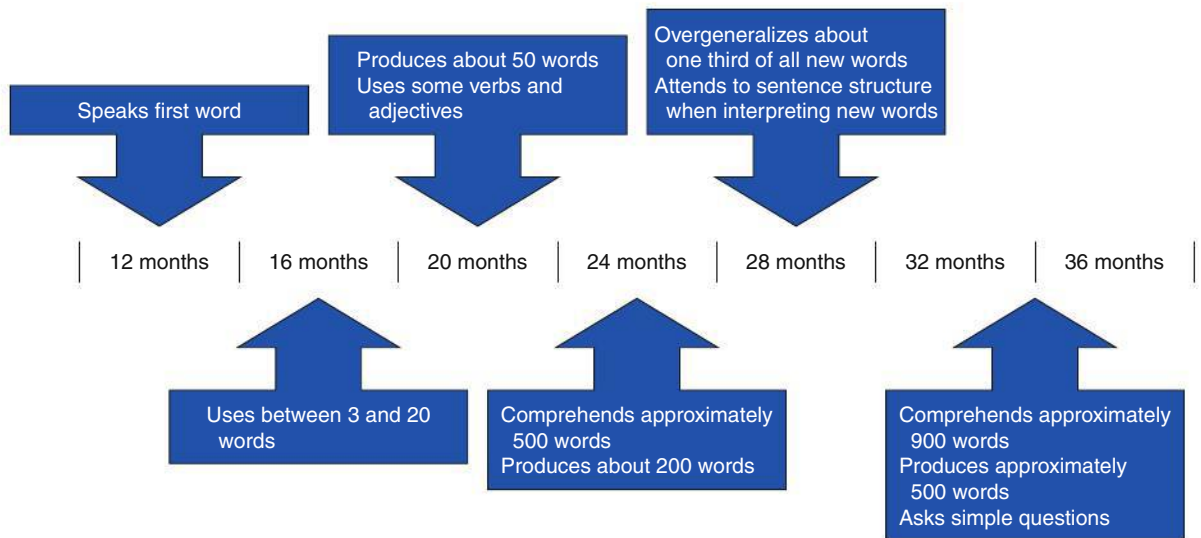 Speaks first word
Produces about 50 words
Uses some verbs and
adjectives
Overgeneralizes about
one third of all new words
Attends to sentence structure
when interpreting new words
12 months
16 months
20 months
24 months
28 months
32 months
36 months
Uses between 3 and 20
words
Comprehends approximately
500 words
Produces about 200 words
Comprehends approximately
900 words
Produces approximately
500 words
Asks simple questions